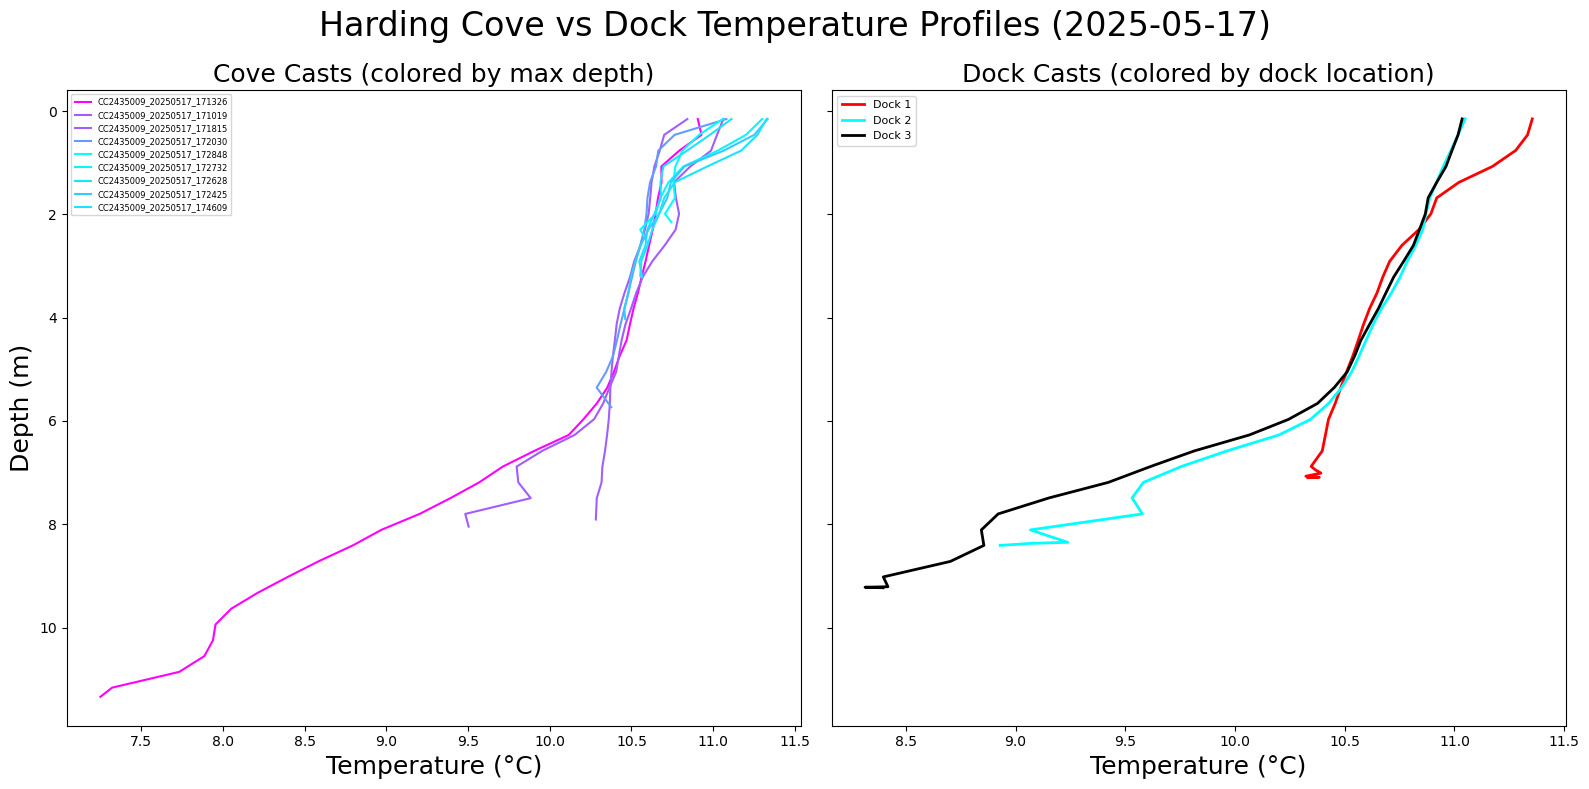 Harding Cove vs Dock Temperature Profiles (2025-05-17)
Cove Casts (colored by max depth)
CC2435009_20250517_171326
CC2435009_20250517_171019
CC2435009_20250517_171815
CC2435009_20250517_172030
CC2435009_20250517_172848
CC2435009_20250517_172732
CC2435009_20250517_172628
CC2435009_20250517_172425
CC2435009_20250517_174609
Depth (m)
0
2
4
6
8
10
7.5 8.0 8.5 9.0 9.5 10.0 10.5 11.0 11.5
Temperature (°C)
Dock Casts (colored by dock location)
Dock 1
Dock 2
Dock 3
8.5 9.0 9.5 10.0 10.5 11.0 11.5
Temperature (°C)